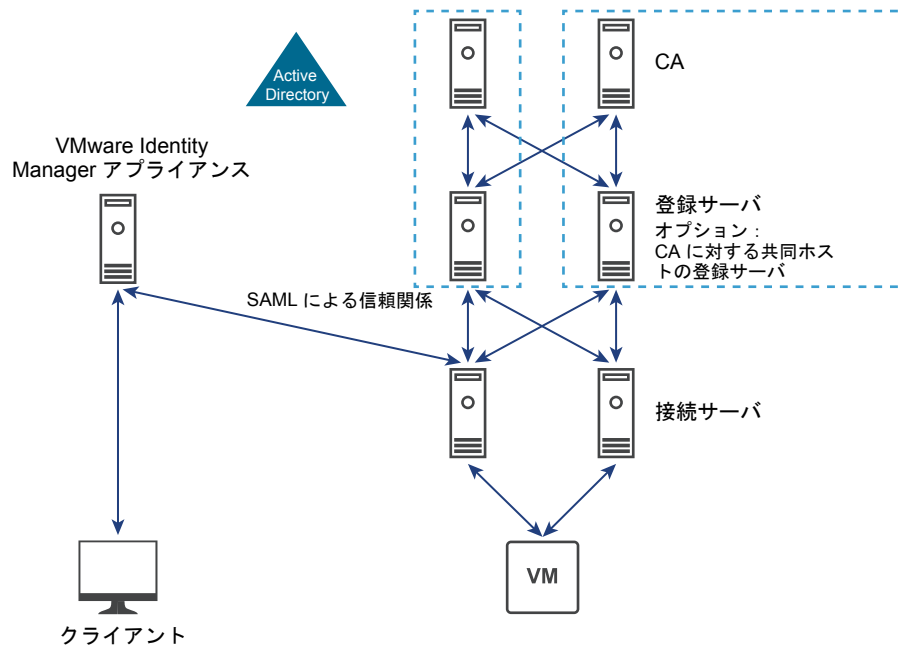 Active
Directory
CA
VMware Identity
Manager アプライアンス
登録サーバ
オプション：
CA に対する共同ホス
トの登録サーバ
SAML による信頼関係
接続サーバ
VM
クライアント